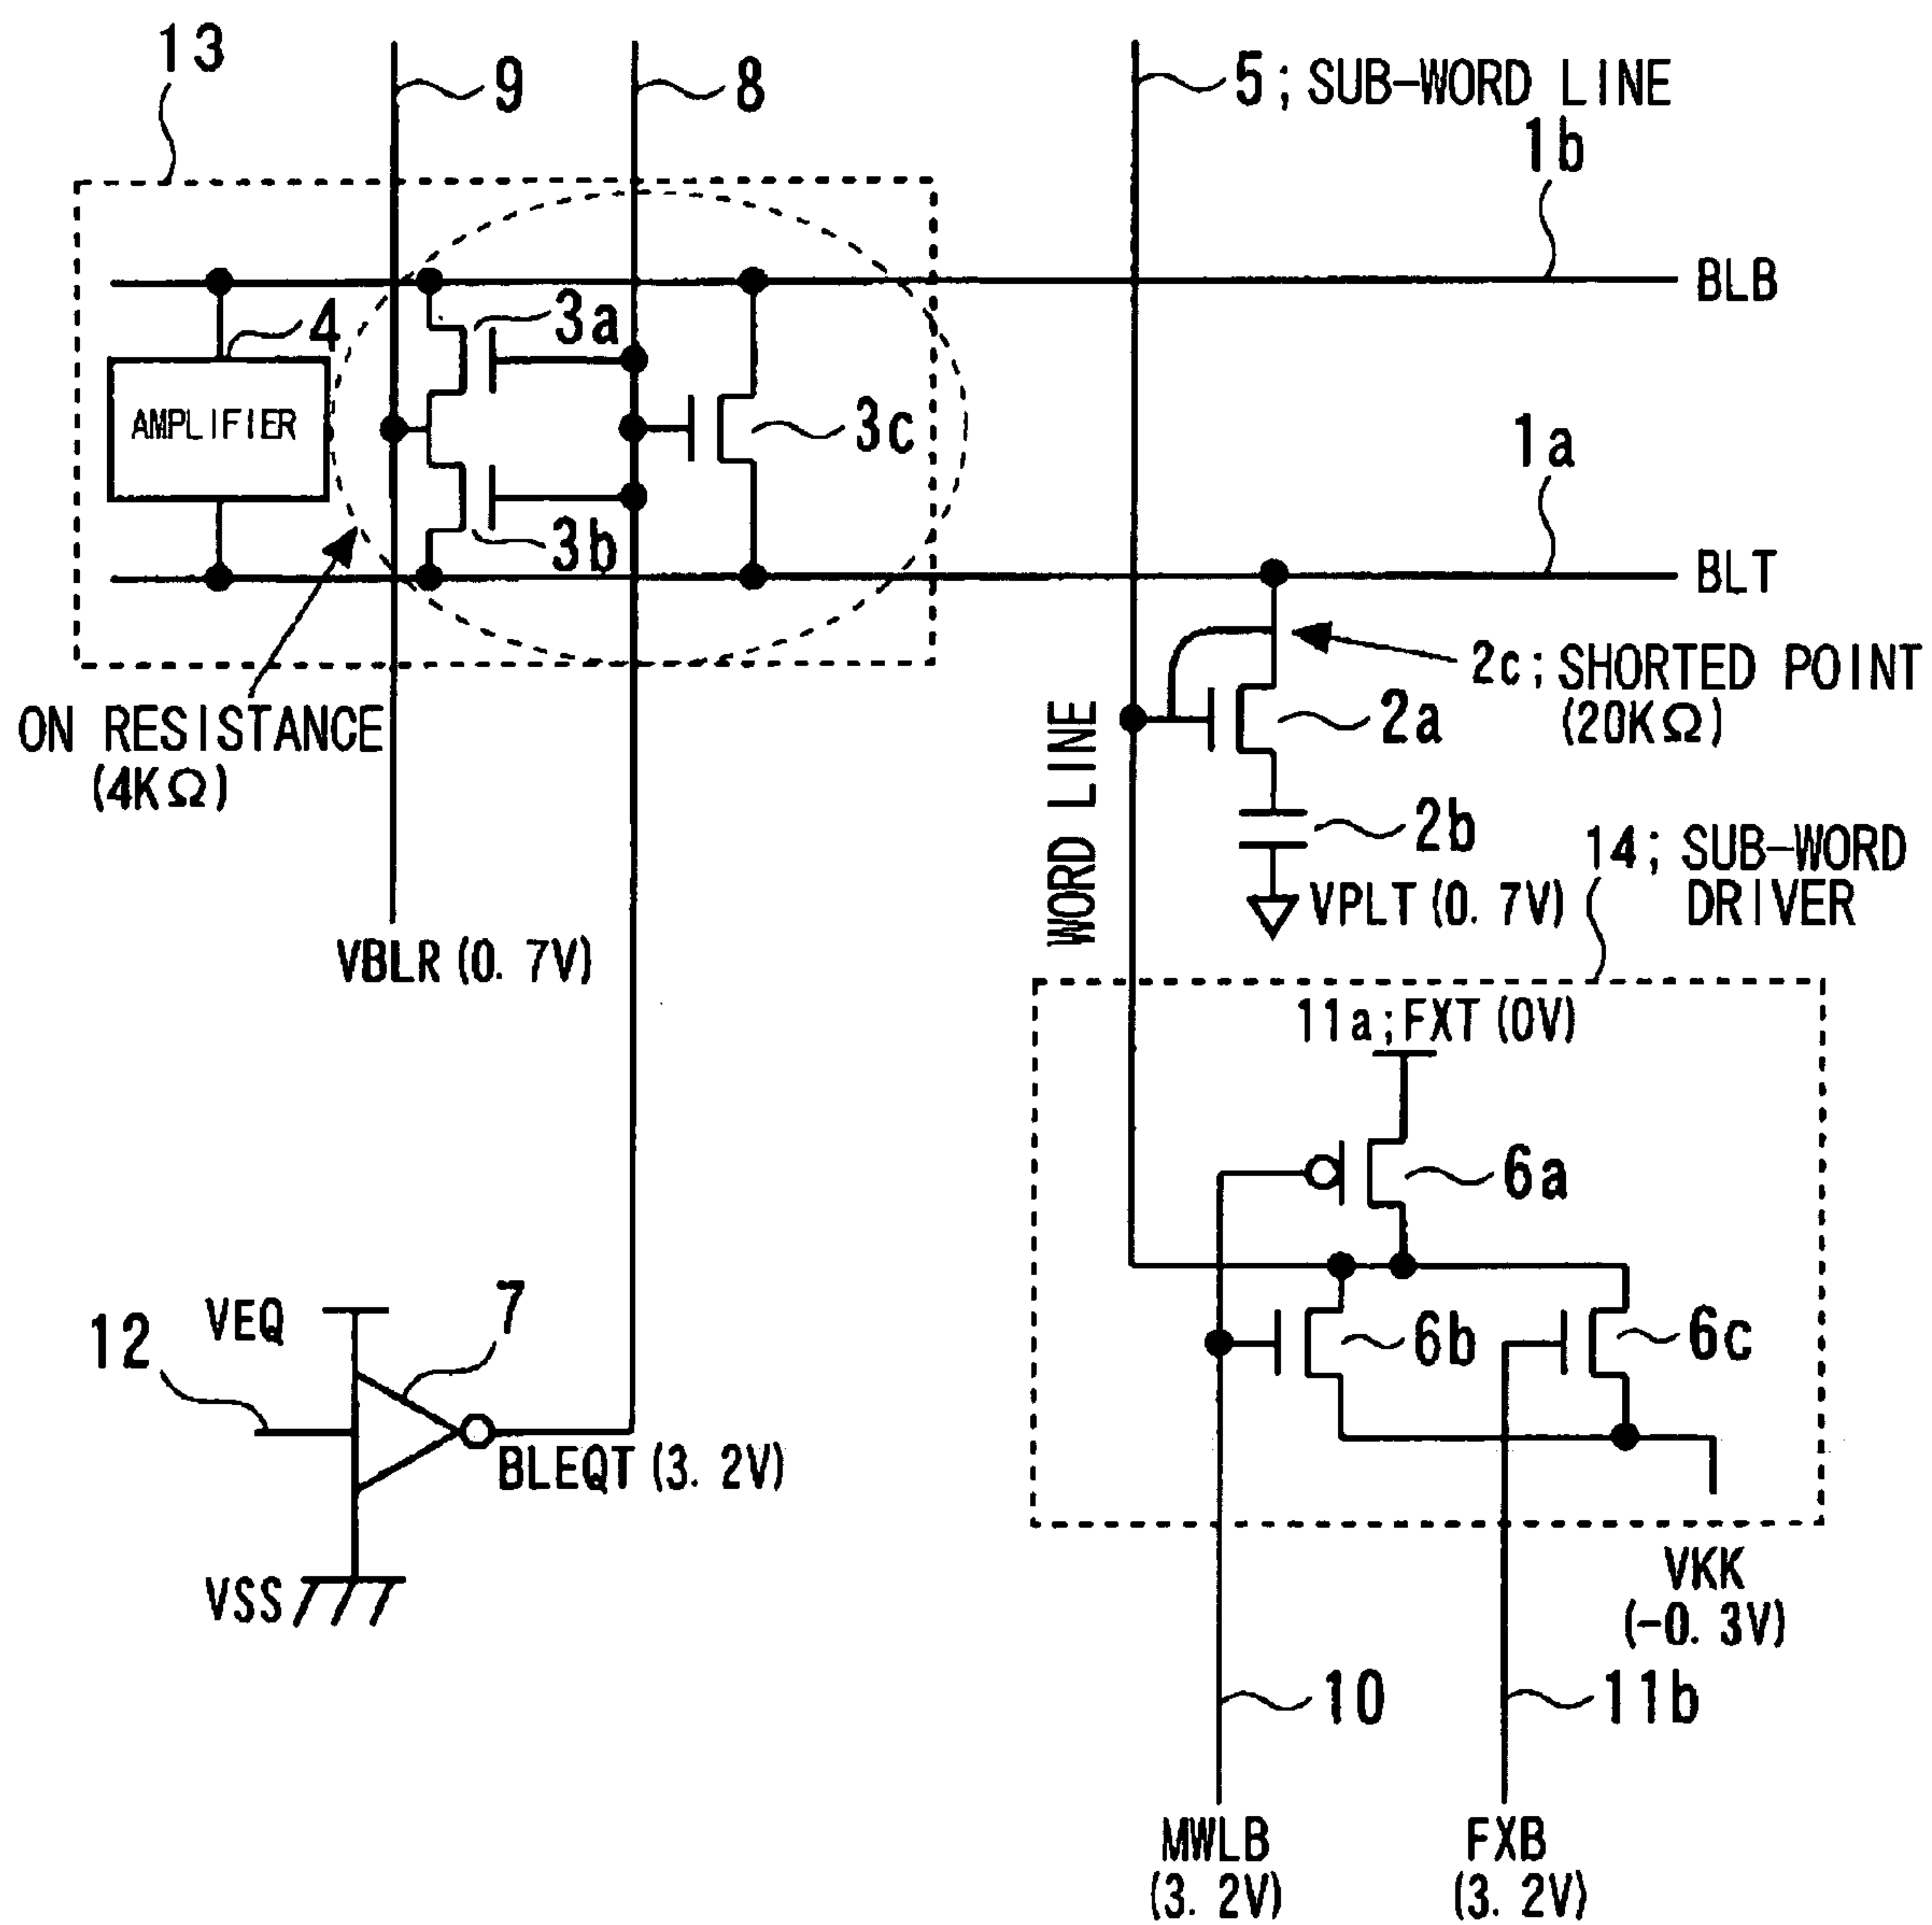 13
9
8
5; SUB-WORD LINE
1b
BLB
4
3a
AMPLIFIER
3c
1a
3b
BLT
2c; SHORTED POINT
(20KΩ)
ON RESISTANCE
(4KΩ)
WORD LINE
2a
2b
14; SUB-WORD
DRIVER
VPLT (0. 7V)
VBLR (0. 7V)
11a; FXT (0V)
6a
VEQ
7
12
6b
6c
BLEQT (3. 2V)
VSS
VKK
(-0. 3V)
10
11b
MWLB
(3. 2V)
FXB
(3. 2V)